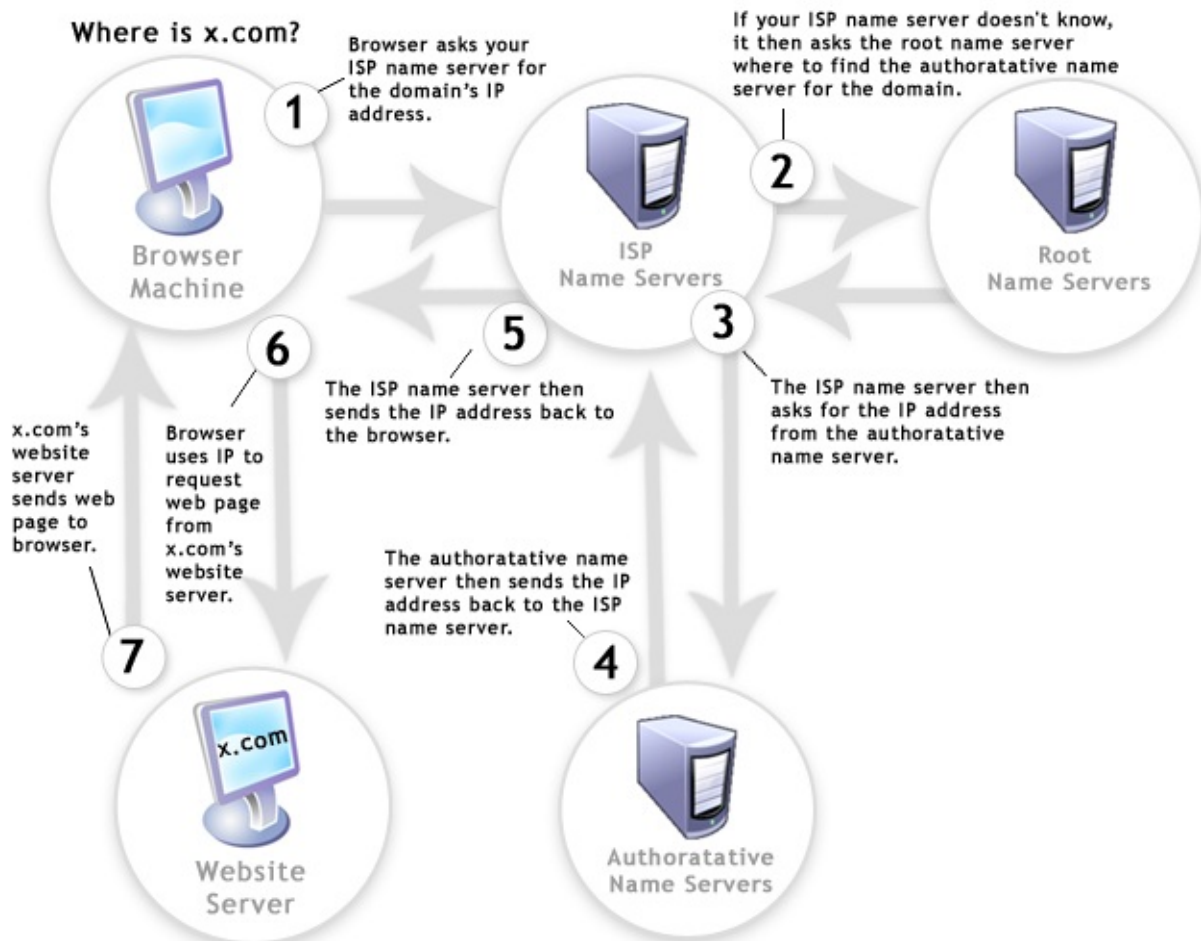 Where is x.com?
1
Browser asks your
ISP name server for
the domain's IP
address.
Browser
Machine
If your ISP name server doesn't know,
it then asks the root name server
where to find the authoratative name
server for the domain.
2
ISP
Name Servers
Root
Name Servers
3
The ISP name server then
asks for the IP address
from the authoratative
name server.
The authoratative name
server then sends the IP
address back to the ISP
name server.
4
Authoratative
Name Servers
5
The ISP name server then
sends the IP address back to
the browser.
6
Browser
uses IP to
request
web page
from
x.com's
website
server.
x.com's
website
server
sends web
page to
browser.
7
x.com
Website
Server